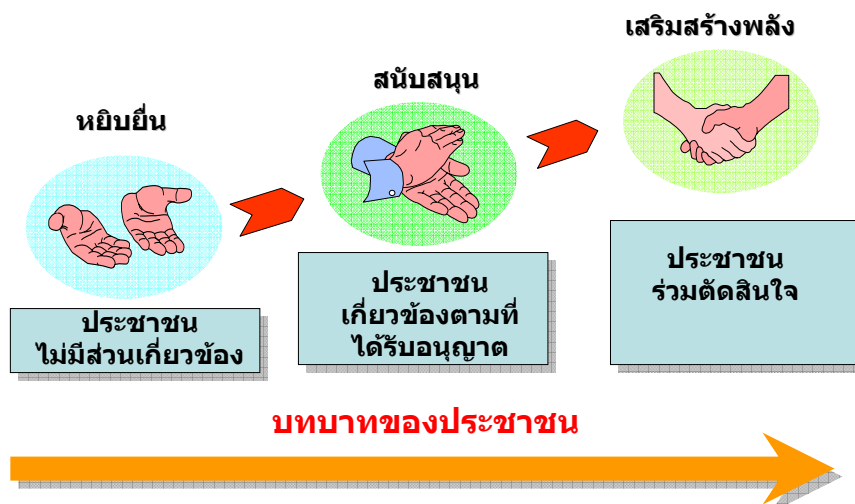 หยิบยื่น
ประชาชน
ไม่มีส่วนเกี่ยวข้อง
สนับสนุน
ประชาชน
เกี่ยวข้องตามที่
ได้รับอนุญาต
เสริมสร้างพลัง
ประชาชน
ร่วมตัดสินใจ
บทบาทของประชาชน